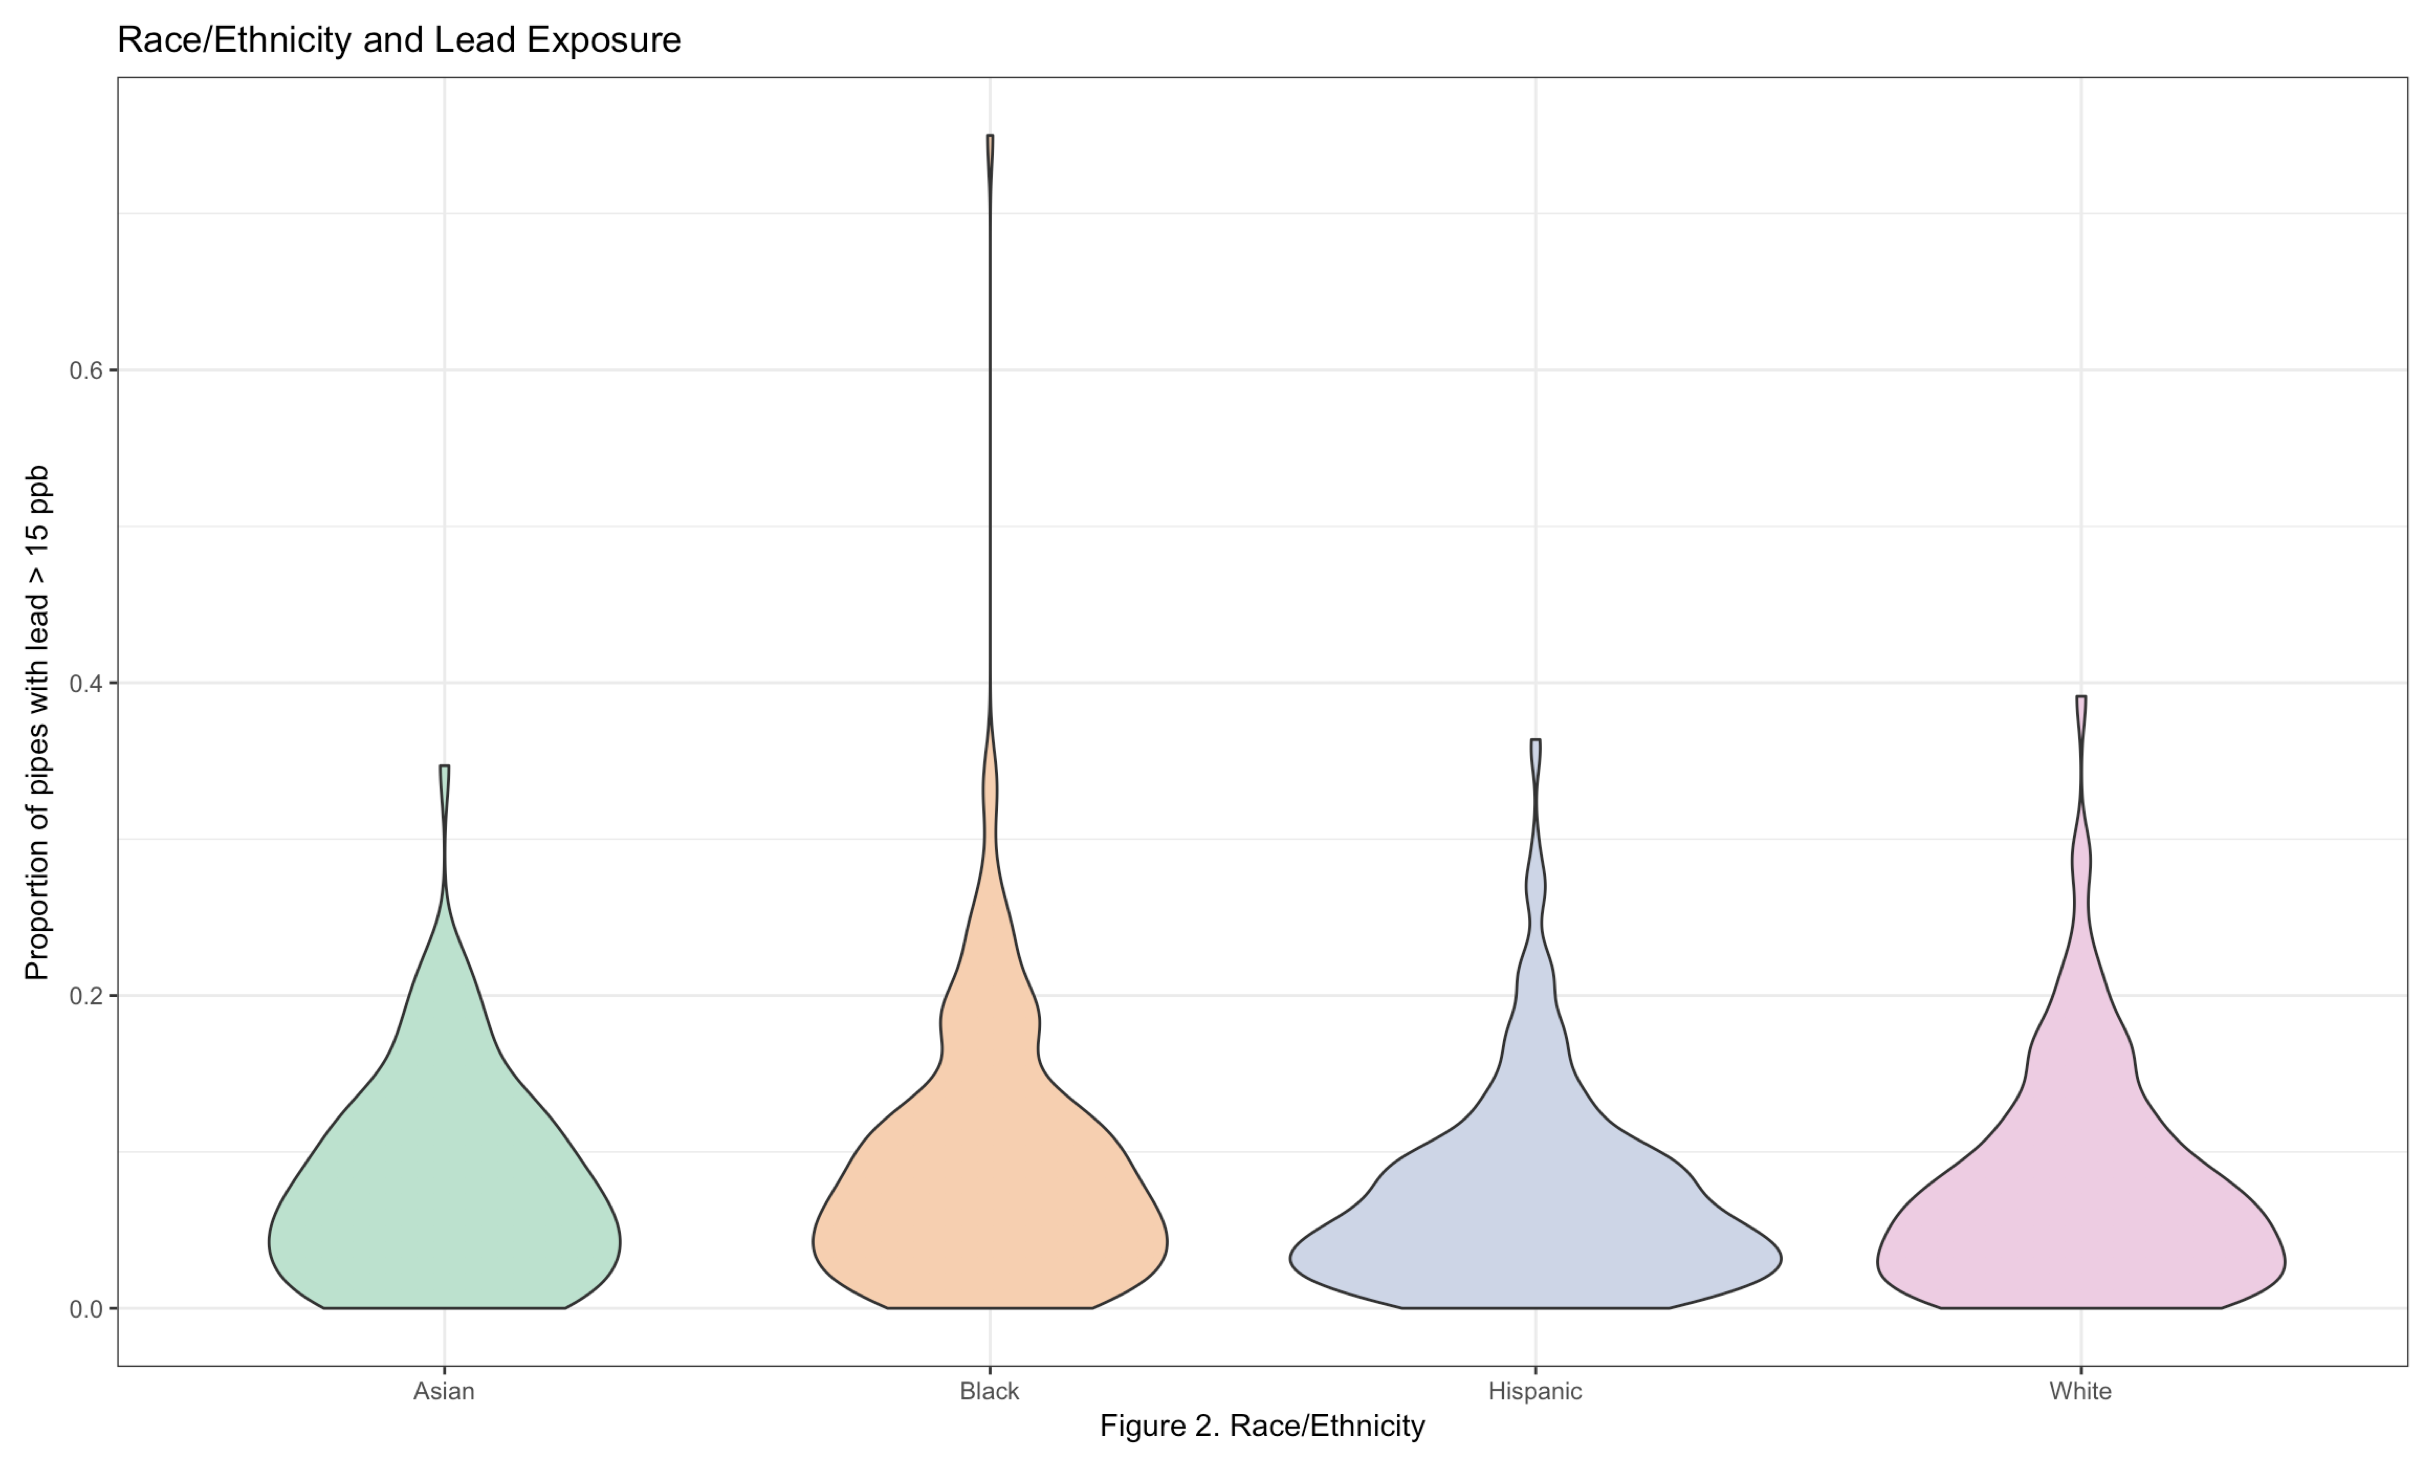 Race/Ethnicity and Lead Exposure
Proportion of pipes with lead > 15 ppb
0.6
0.4
0.2
0.0
Asian
Black
Hispanic
White
Figure 2. Race/Ethnicity